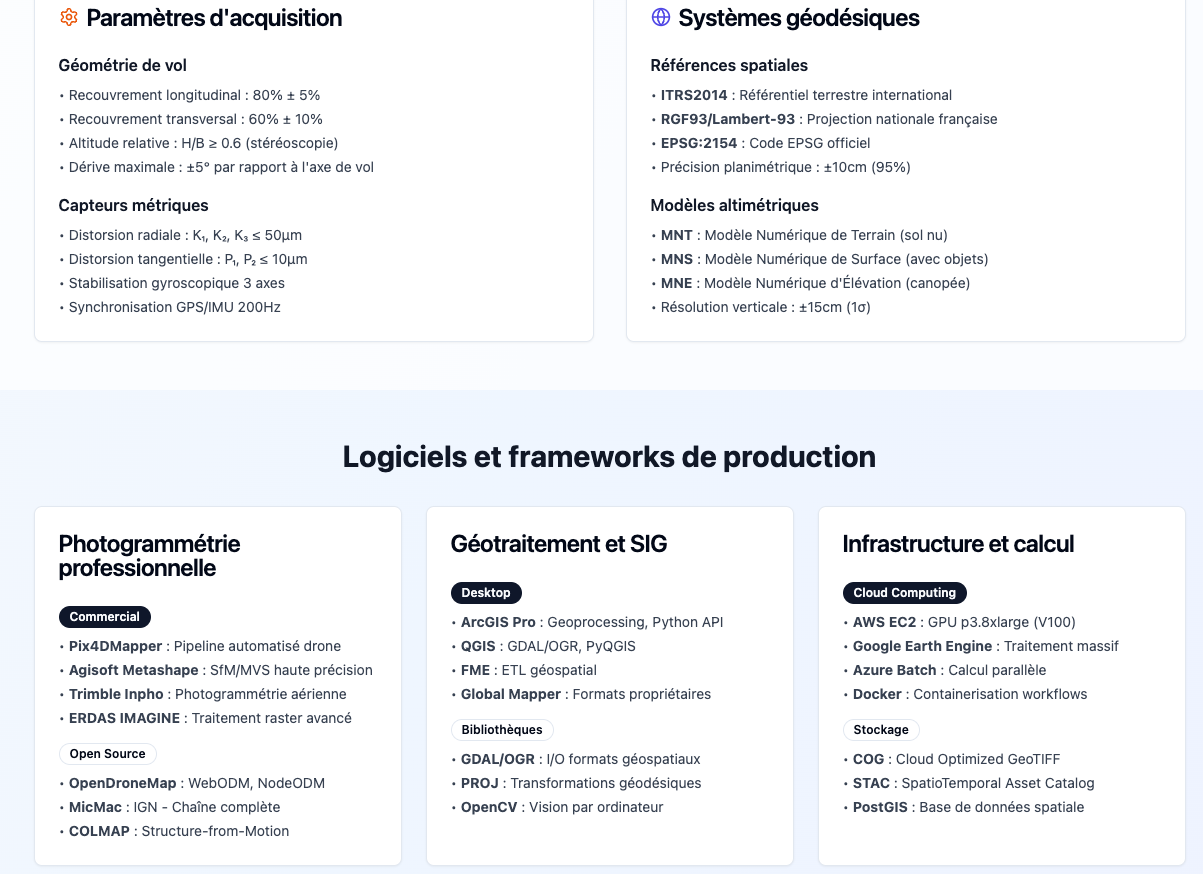 Paramètres d'acquisition
Géométrie de vol
• Recouvrement longitudinal : 80% ± 5%
• Recouvrement transversal : 60% ± 10%
• Altitude relative : H/B ≥ 0.6 (stéréoscopie)
• Dérive maximale : ±5° par rapport à l'axe de vol
Capteurs métriques
• Distorsion radiale : K₁, K₂, K₃ ≤ 50μm
• Distorsion tangentielle : P₁, P₂ ≤ 10μm
• Stabilisation gyroscopique 3 axes
• Synchronisation GPS/IMU 200Hz
Systèmes géodésiques
Références spatiales
• ITRS2014 : Référentiel terrestre international
• RGF93/Lambert-93 : Projection nationale française
• EPSG:2154 : Code EPSG officiel
• Précision planimétrique : ±10cm (95%)
Modèles altimétriques
• MNT : Modèle Numérique de Terrain (sol nu)
• MNS : Modèle Numérique de Surface (avec objets)
• MNE : Modèle Numérique d'Élévation (canopée)
• Résolution verticale : ±15cm (1σ)
Logiciels et frameworks de production
Photogrammétrie
professionnelle
Commercial
• Pix4DMapper : Pipeline automatisé drone
• Agisoft Metashape : SfM/MVS haute précision
• Trimble Inpho : Photogrammétrie aérienne
• ERDAS IMAGINE : Traitement raster avancé
Open Source
• OpenDroneMap : WebODM, NodeODM
• MicMac : IGN - Chaîne complète
• COLMAP : Structure-from-Motion
Géotraitement et SIG
Desktop
• ArcGIS Pro : Geoprocessing, Python API
• QGIS : GDAL/OGR, PyQGIS
• FME : ETL géospatial
• Global Mapper : Formats propriétaires
Bibliothèques
• GDAL/OGR : I/O formats géospatiaux
• PROJ : Transformations géodésiques
• OpenCV : Vision par ordinateur
Infrastructure et calcul
Cloud Computing
• AWS EC2 : GPU p3.8xlarge (V100)
• Google Earth Engine : Traitement massif
• Azure Batch : Calcul parallèle
• Docker : Containerisation workflows
Stockage
• COG : Cloud Optimized GeoTIFF
• STAC : SpatioTemporal Asset Catalog
• PostGIS : Base de données spatiale